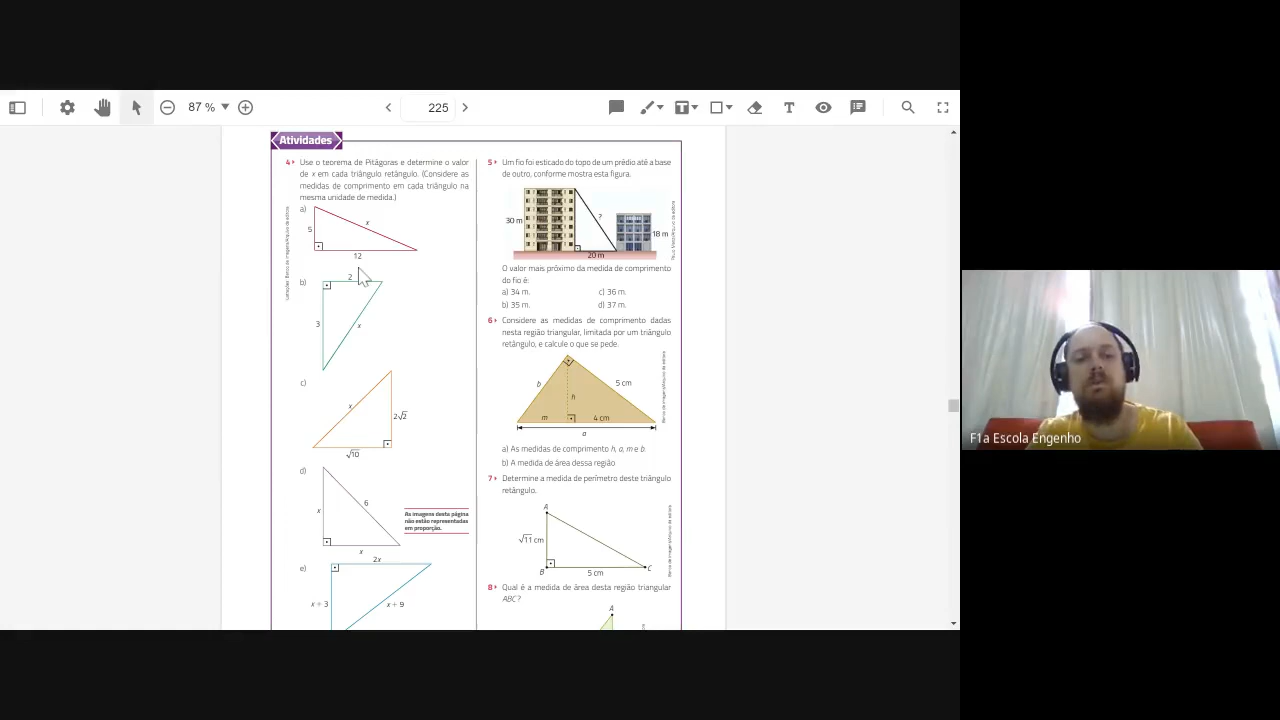 87 %
225
Atividades
4 Use o teorema de Pitágoras e determine o valor
de x em cada triângulo retângulo. (Considere as
medidas de comprimento em cada triângulo na
mesma unidade de medida.)
a)
x
5
12
b)
2
3
x
c)
x
2√2
√10
d)
x
6
x
As imagens desta página
não estão representadas
em proporção.
e)
2x
x + 3
x + 9
5 Um fio foi esticado do topo de um prédio até a base
de outro, conforme mostra esta figura.
30 m
?
18 m
20 m
O valor mais próximo da medida de comprimento
do fio é:
a) 34 m. c) 36 m.
b) 35 m. d) 37 m.
6 Considere as medidas de comprimento dadas
nesta região triangular, limitada por um triângulo
retângulo, e calcule o que se pede.
b
5 cm
h
m
4 cm
a
a) As medidas de comprimento h, a, m e b.
b) A medida de área dessa região
7 Determine a medida de perímetro deste triângulo
retângulo.
A
√11 cm
B
5 cm
C
8 Qual é a medida de área desta região triangular
ABC?
A
F1a Escola Engenho